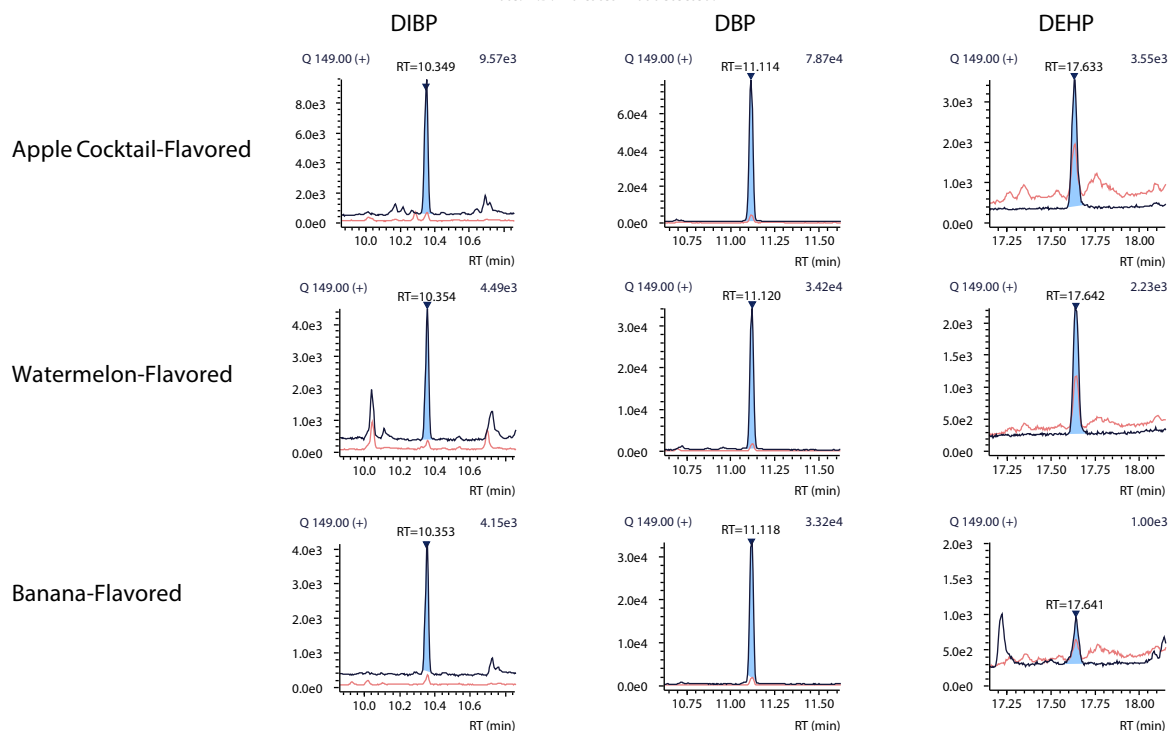 DIBP DBP DEHP
Apple Cocktail-Flavored
Q 149.00 (+) 9.57e3
RT=10.349
8.0e3
6.0e3
4.0e3
2.0e3
0.0e0
10.0 10.2 10.4 10.6 10.8
RT (min)
Q 149.00 (+) 7.87e4
RT=11.114
6.0e4
4.0e4
2.0e4
0.0e0
10.75 11.00 11.25 11.50
RT (min)
Q 149.00 (+) 3.55e3
RT=17.633
3.0e3
2.0e3
1.0e3
0.0e0
17.25 17.50 17.75 18.00
RT (min)
Watermelon-Flavored
Q 149.00 (+) 4.49e3
RT=10.354
4.0e3
3.0e3
2.0e3
1.0e3
0.0e0
10.0 10.2 10.4 10.6
RT (min)
Q 149.00 (+) 3.42e4
RT=11.120
3.0e4
2.0e4
1.0e4
0.0e0
10.75 11.00 11.25 11.50
RT (min)
Q 149.00 (+) 2.23e3
RT=17.642
2.0e3
1.5e3
1.0e3
5.0e2
0.0e0
17.25 17.50 17.75 18.00
RT (min)
Banana-Flavored
Q 149.00 (+) 4.15e3
RT=10.353
4.0e3
3.0e3
2.0e3
1.0e3
0.0e0
10.0 10.2 10.4 10.6 10.8
RT (min)
Q 149.00 (+) 3.32e4
RT=11.118
3.0e4
2.0e4
1.0e4
0.0e0
10.75 11.00 11.25 11.50
RT (min)
Q 149.00 (+) 1.00e3
2.0e3
1.5e3
RT=17.641
1.0e3
5.0e2
0.0e0
17.25 17.50 17.75 18.00
RT (min)